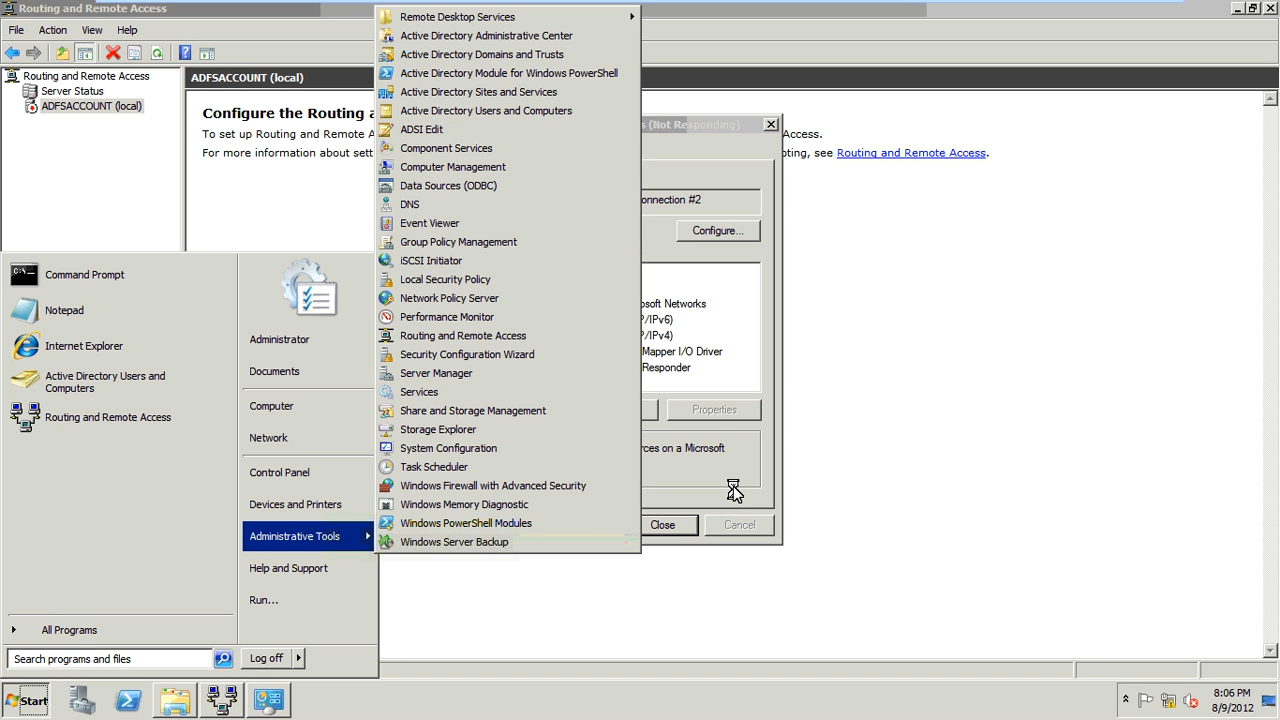 Routing and Remote Access
File Action View Help
Routing and Remote Access
Server Status
ADFSACCOUNT (local)
ADFSACCOUNT (local)
Configure the Routing a
To set up Routing and Remote A
Access.
For more information about sett
oting, see Routing and Remote Access.
(Not Responding)
onnection #2
Configure...
osoft Networks
P/IPv6)
P/IPv4)
Mapper I/O Driver
Responder
Properties
rces on a Microsoft
Close
Cancel
Remote Desktop Services
Active Directory Administrative Center
Active Directory Domains and Trusts
Active Directory Module for Windows PowerShell
Active Directory Sites and Services
Active Directory Users and Computers
ADSI Edit
Component Services
Computer Management
Data Sources (ODBC)
DNS
Event Viewer
Group Policy Management
iSCSI Initiator
Local Security Policy
Network Policy Server
Performance Monitor
Routing and Remote Access
Security Configuration Wizard
Server Manager
Services
Share and Storage Management
Storage Explorer
System Configuration
Task Scheduler
Windows Firewall with Advanced Security
Windows Memory Diagnostic
Windows PowerShell Modules
Windows Server Backup
Command Prompt
Notepad
Internet Explorer
Active Directory Users and
Computers
Routing and Remote Access
All Programs
Search programs and files
Administrator
Documents
Computer
Network
Control Panel
Devices and Printers
Administrative Tools
Help and Support
Run...
Log off
Start
8:06 PM
8/9/2012